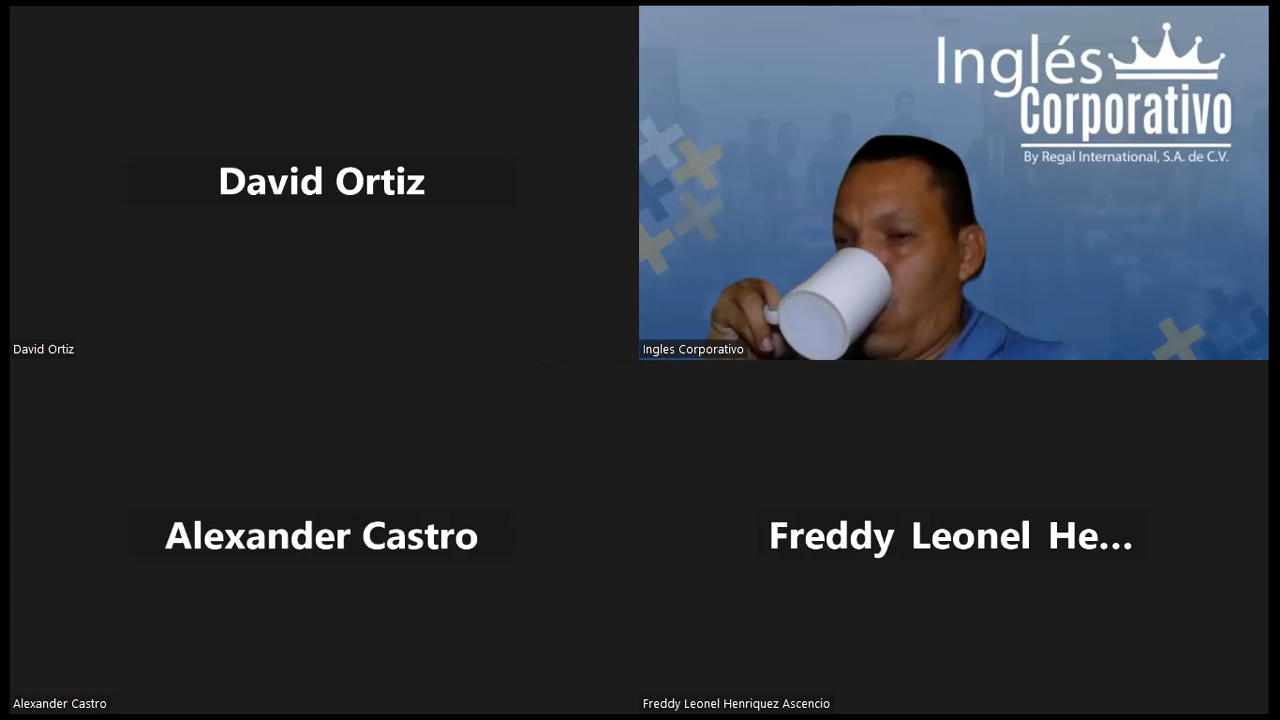 David Ortiz
David Ortiz
Inglés
Corporativo
By Regal International, S.A. de C.V.
Ingles Corporativo
Alexander Castro
Alexander Castro
Freddy Leonel He...
Freddy Leonel Henriquez Ascencio